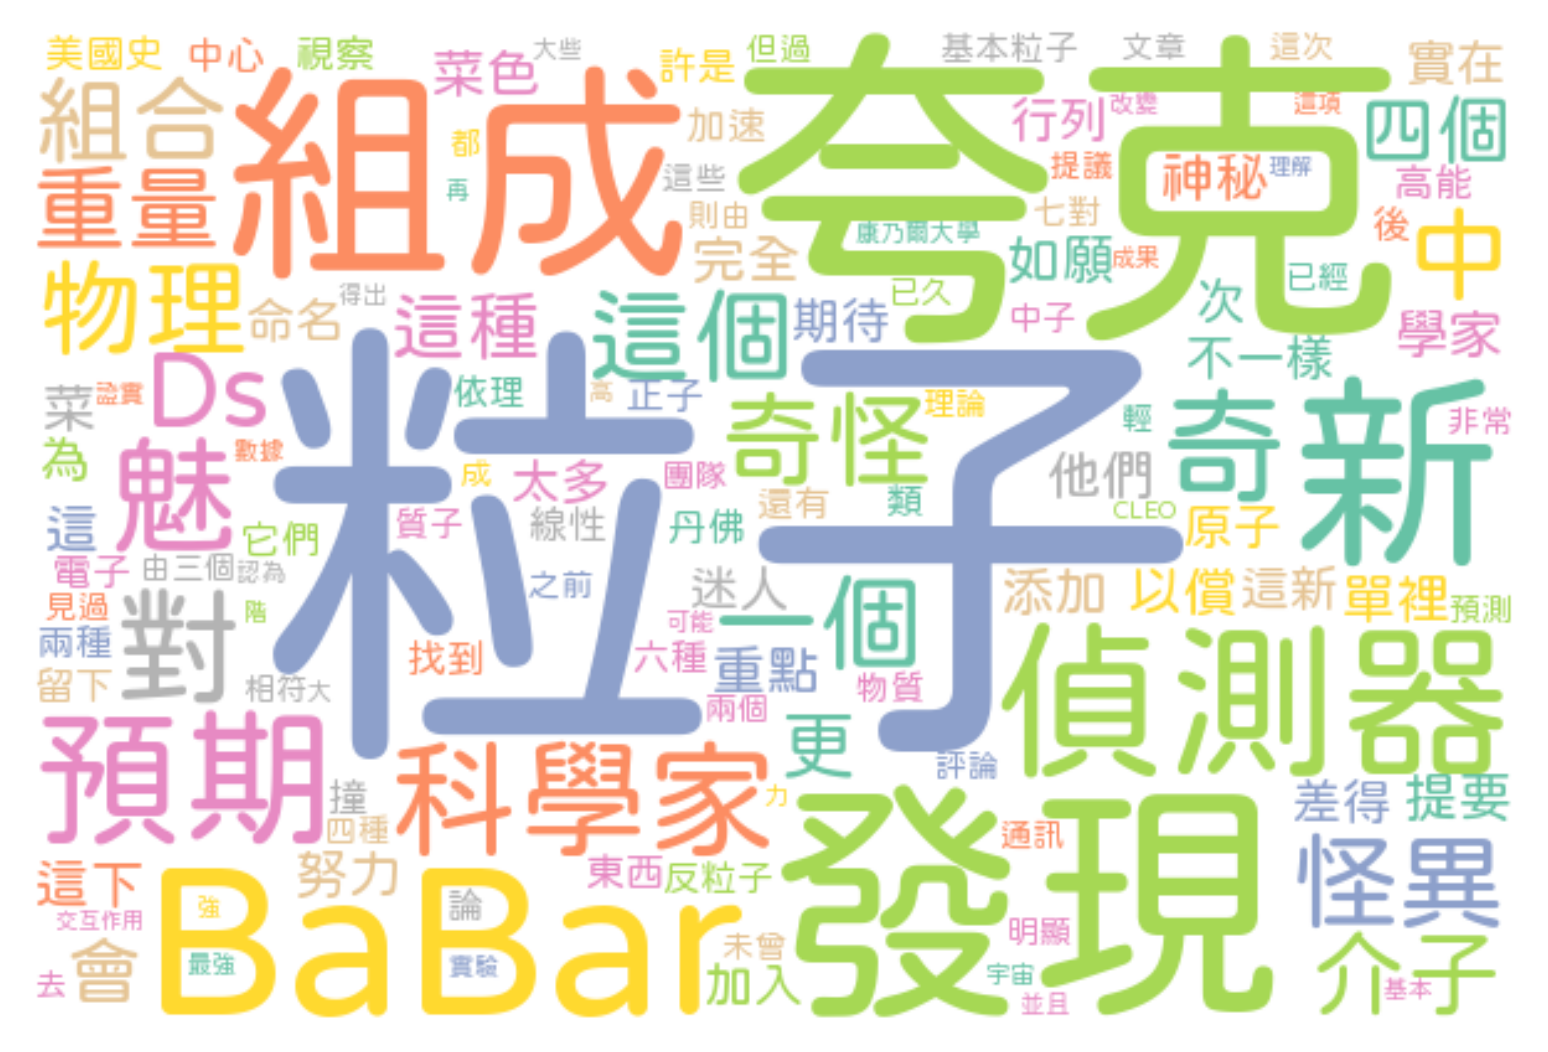 美國史 中心 視察 菜色 大些 許是 但過 基本粒子 文章 這次 實在
組合 組成 都 加速 夸克 行列 改變 這項 四個
重量 再 這些 提議 神秘 理解 高能
則由 七對 後 中
物理 命名 得出 這種 這個 完全 康乃爾大學 如願 成果 已經
期待 已久 中子 次 學家
不一樣
菜 證實 Ds 粒子 依理 高 正子 奇怪 理論 輕 奇 新 非常
為 魅 數據 成 太多 團隊 他們
這 它們 質子 線性 丹佛 還有 類 CLEO 原子
電子 由三個 認為 之前 迷人 一個 添加 以償 這新 單裡 預測
見過 對 階 可能
兩種 找到 六種 重點 偵測器
留下 相符 大 兩個 物質
預期 科學家 更 評論
撞 力 發現 差得 提要
四種 通訊 怪異
這下 努力 東西 反粒子
交互作用 BaBar 強 論 未曾 明顯
去 會 最強 實驗 加入 宇宙 介子 基本
並且